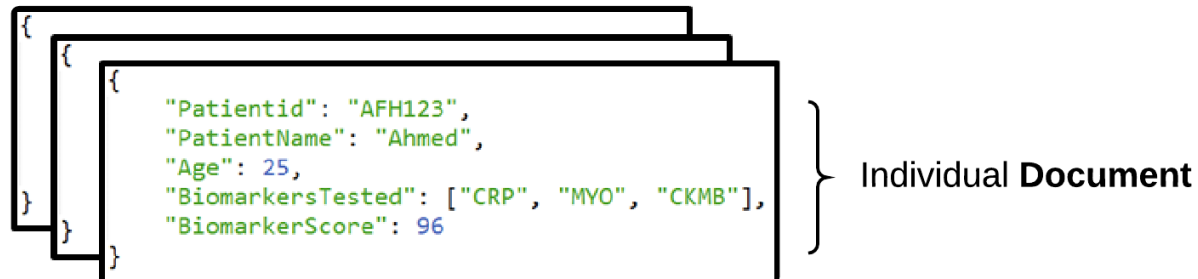 {
{
{
"Patientid": "AFH123",
"PatientName": "Ahmed",
"Age": 25,
"BiomarkersTested": ["CRP", "MYO", "CKMB"],
"BiomarkerScore": 96
}
}
}
Individual Document